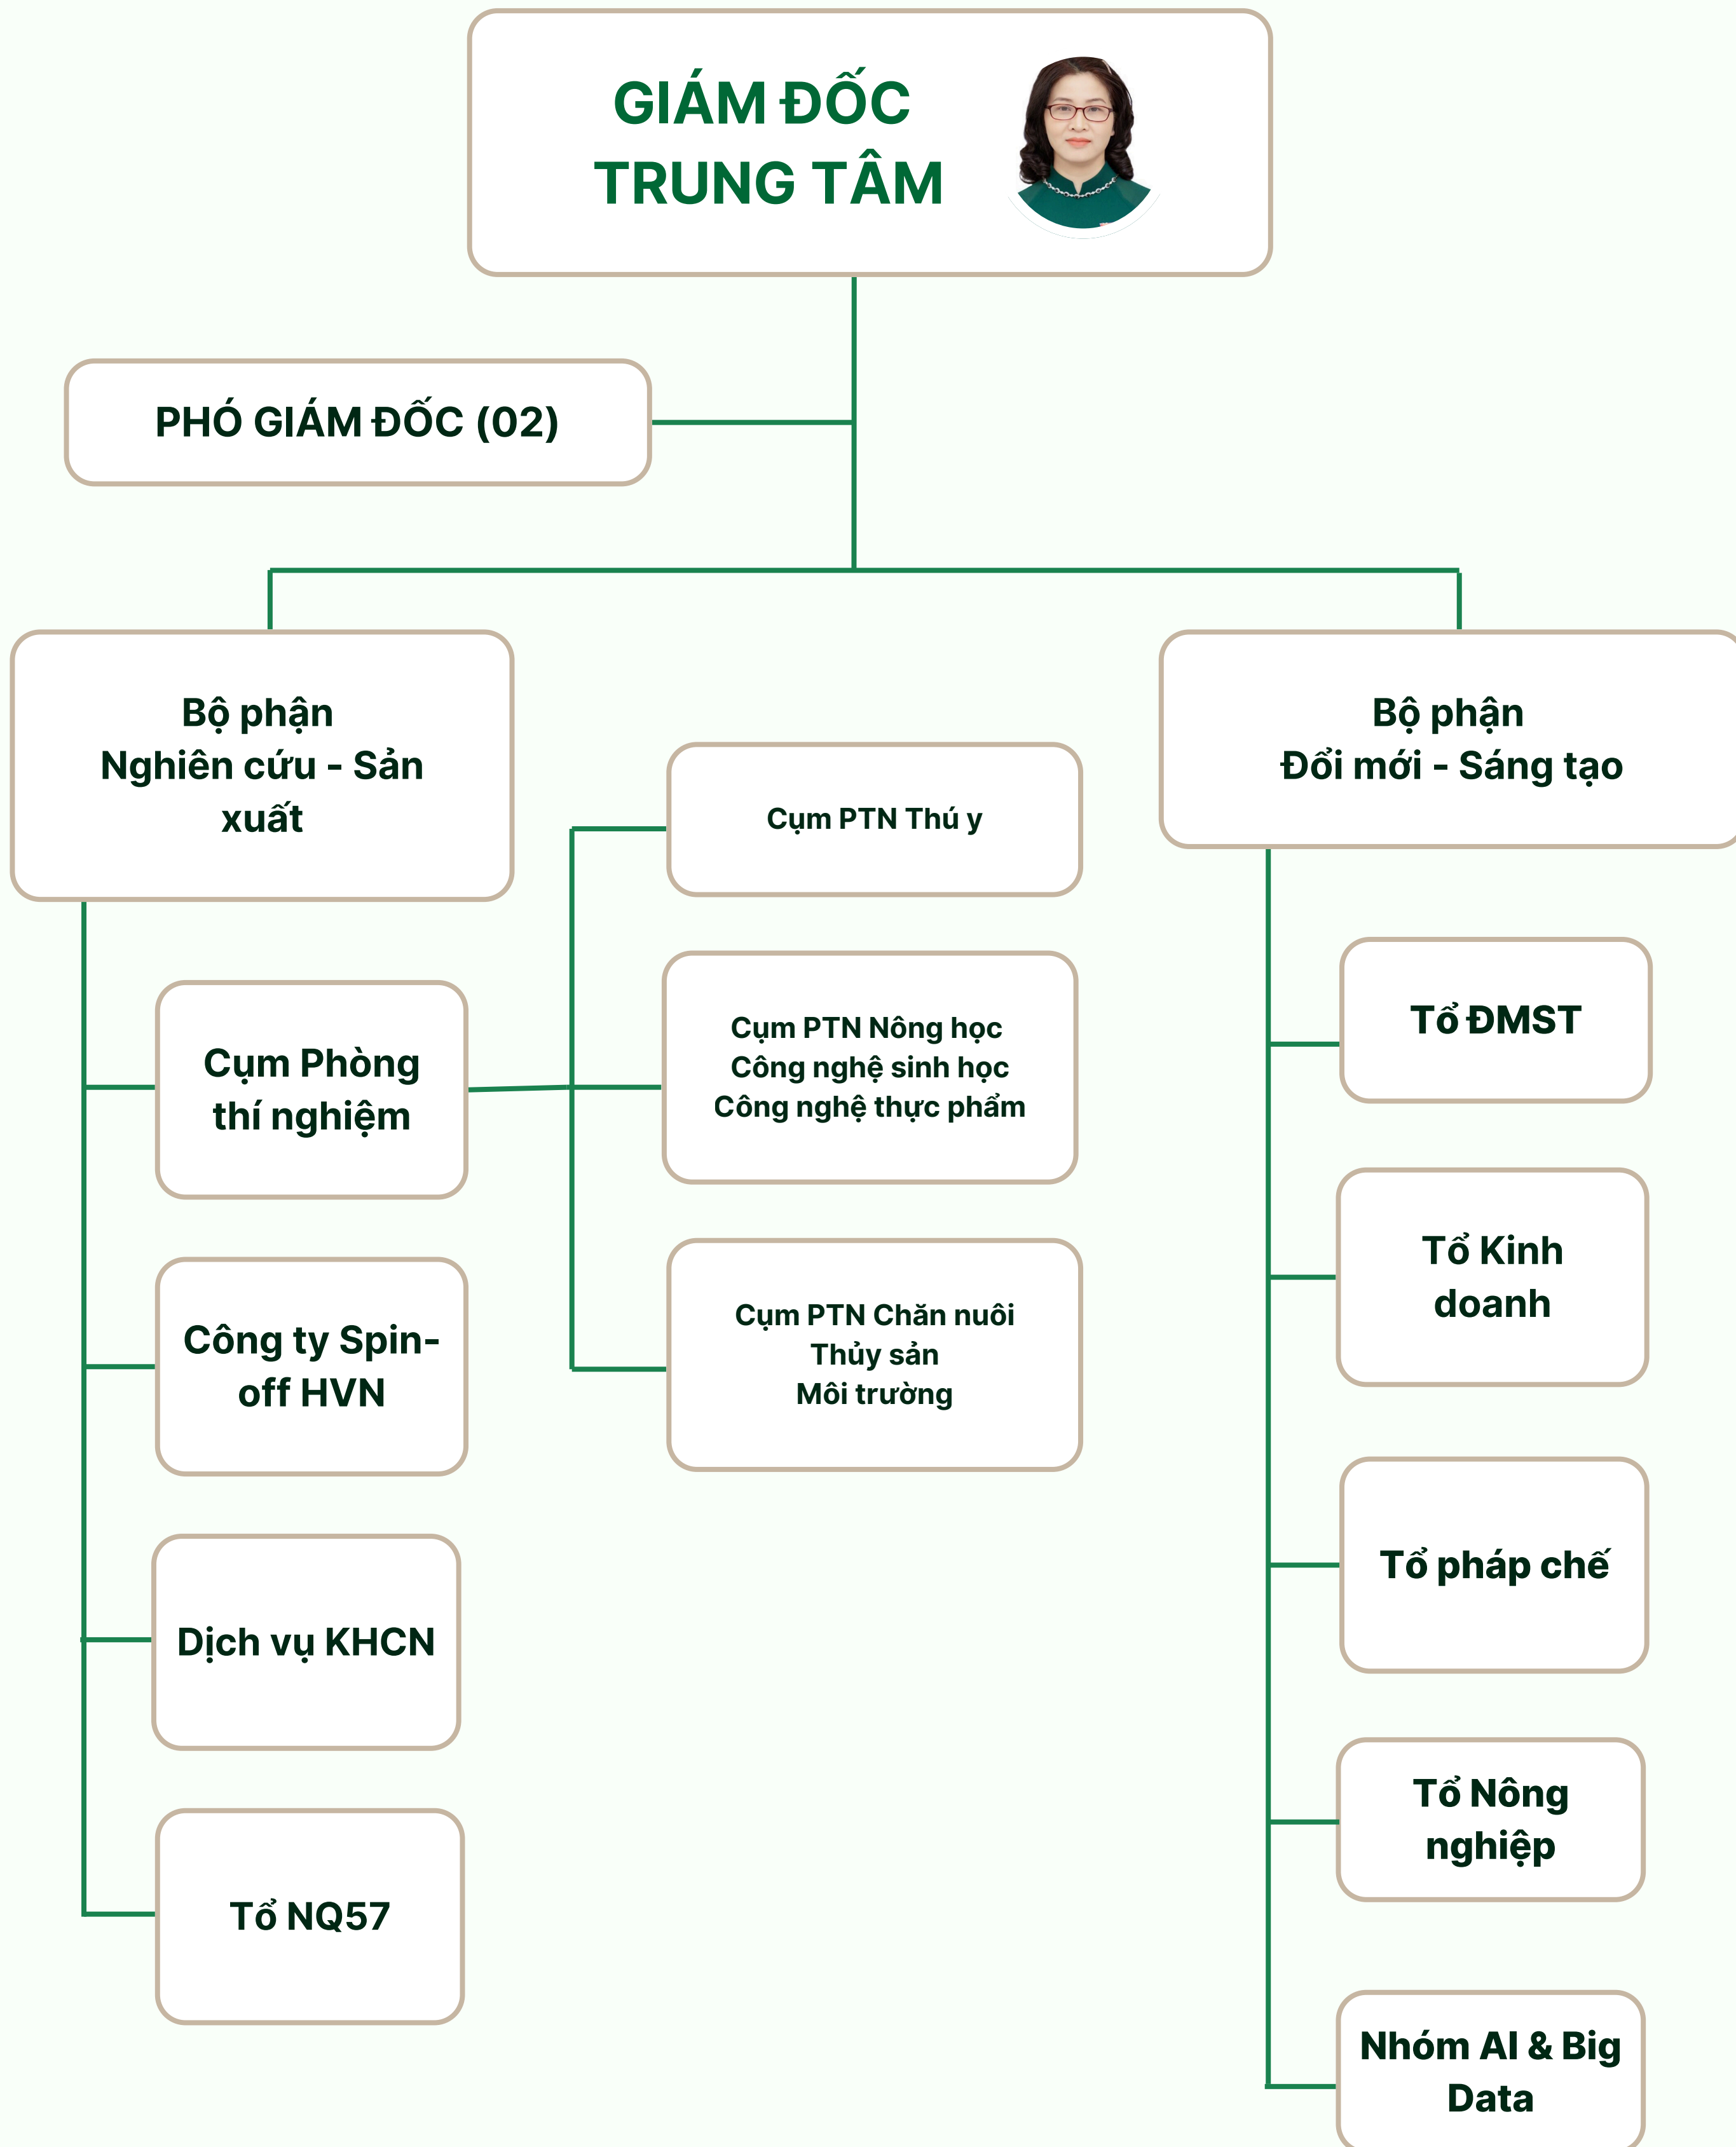 GIÁM ĐỐC
TRUNG TÂM
PHÓ GIÁM ĐỐC (02)
Bộ phận
Nghiên cứu - Sản
xuất
Bộ phận
Đổi mới - Sáng tạo
Cụm Phòng
thí nghiệm
Công ty Spin-
off HVN
Dịch vụ KHCN
Tổ NQ57
Cụm PTN Thú y
Cụm PTN Nông học
Công nghệ sinh học
Công nghệ thực phẩm
Cụm PTN Chăn nuôi
Thủy sản
Môi trường
Tổ ĐMST
Tổ Kinh
doanh
Tổ pháp chế
Tổ Nông
nghiệp
Nhóm AI & Big
Data